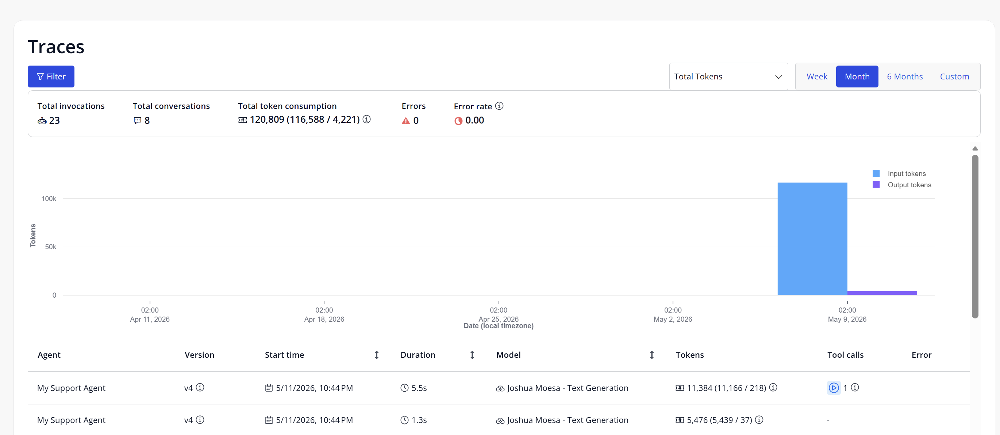 Traces
Filter
Total Tokens
Week Month 6 Months Custom
Total invocations Total conversations Total token consumption Errors Error rate
23 8 120,809 (116,588 / 4,221) 0 0.00
Input tokens
Output tokens
100k
50k
0
Tokens
02:00 02:00 02:00 02:00 02:00
Apr 11, 2026 Apr 18, 2026 Apr 25, 2026 May 2, 2026 May 9, 2026
Date (local timezone)
Agent Version Start time Duration Model Tokens Tool calls Error
My Support Agent v4 5/11/2026, 10:44 PM 5.5s Joshua Moesa - Text Generation 11,384 (11,166 / 218) 1
My Support Agent v4 5/11/2026, 10:44 PM 1.3s Joshua Moesa - Text Generation 5,476 (5,439 / 37) -